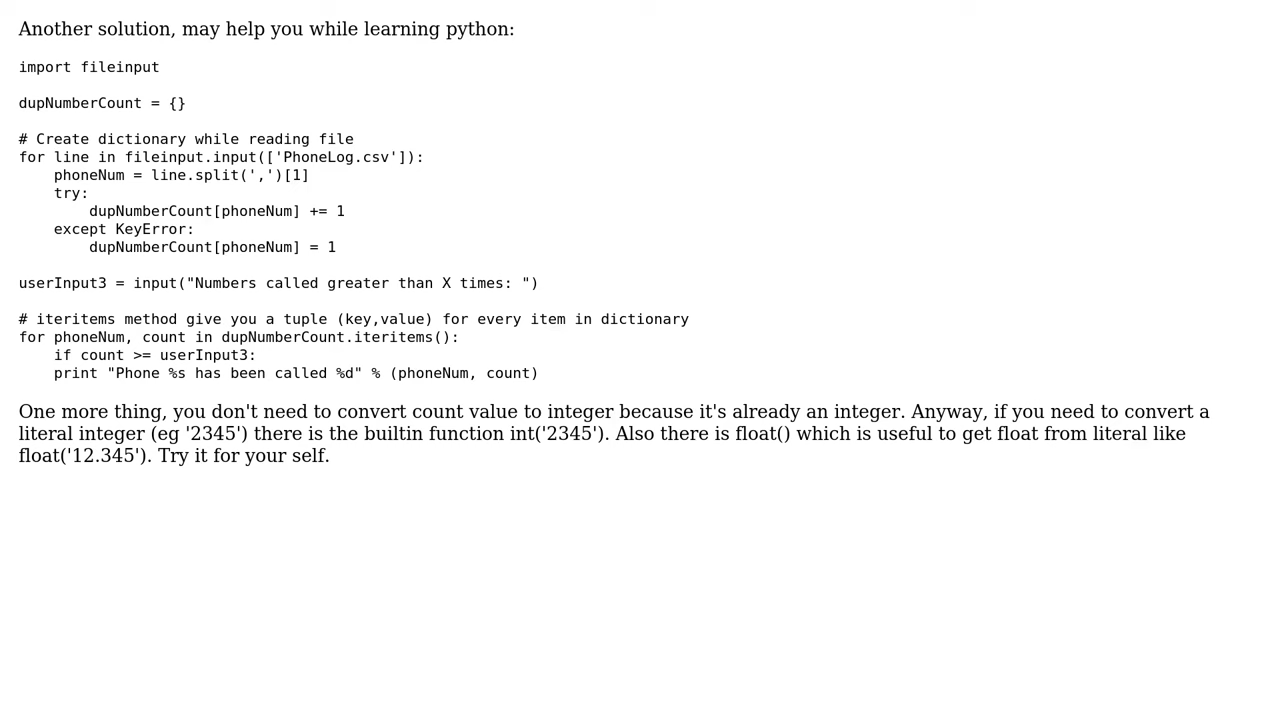 Another solution, may help you while learning python:
import fileinput
dupNumberCount = {}
# Create dictionary while reading file
for line in fileinput.input(['PhoneLog.csv']):
    phoneNum = line.split(',')[1]
    try:
        dupNumberCount[phoneNum] += 1
    except KeyError:
        dupNumberCount[phoneNum] = 1
userInput3 = input("Numbers called greater than X times: ")
# iteritems method give you a tuple (key,value) for every item in dictionary
for phoneNum, count in dupNumberCount.iteritems():
    if count >= userInput3:
    print "Phone %s has been called %d" % (phoneNum, count)
One more thing, you don't need to convert count value to integer because it's already an integer. Anyway, if you need to convert a
literal integer (eg '2345') there is the builtin function int('2345'). Also there is float() which is useful to get float from literal like
float('12.345'). Try it for your self.